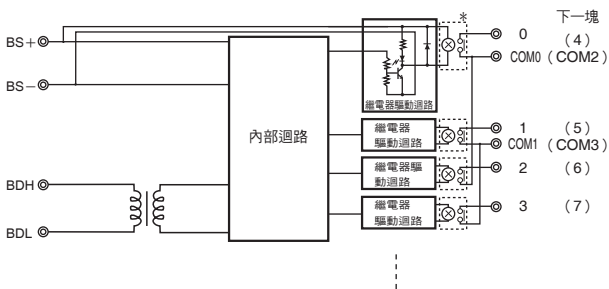 下一塊
*
BS+
0 (4)
COM0 (COM2)
BS−
繼電器驅動迴路
內部迴路
繼電器
驅動迴路
1 (5)
COM1 (COM3)
繼電器驅
動迴路
2 (6)
BDH
繼電器
驅動迴路
3 (7)
BDL